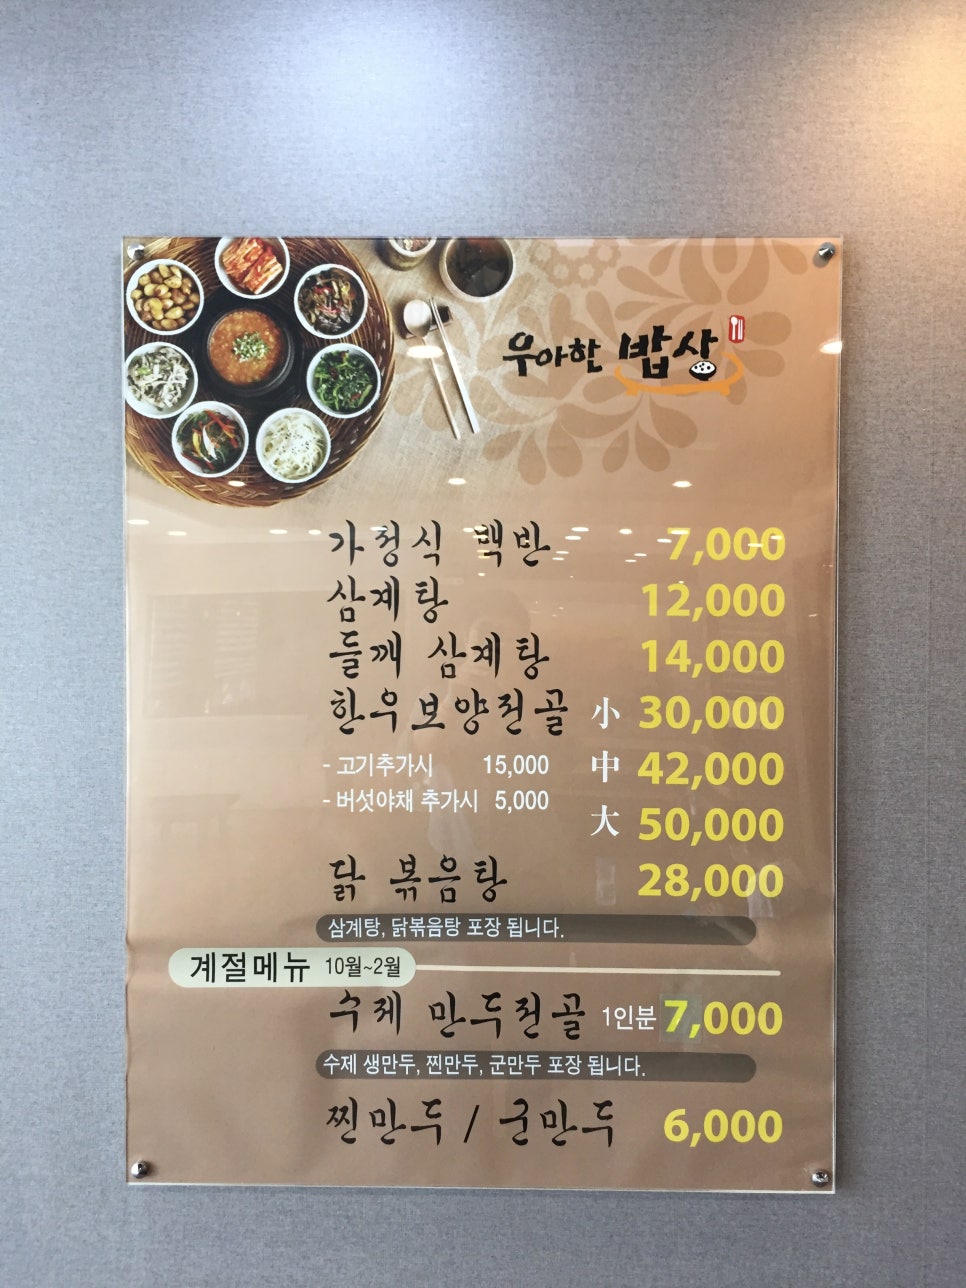 우아한 밥상
가정식 백반 7,000
삼계탕 12,000
들깨 삼계탕 14,000
한우보양전골 小 30,000
- 고기추가시 15,000 中 42,000
- 버섯야채 추가시 5,000
大 50,000
닭 볶음탕 28,000
삼계탕, 닭볶음탕 포장 됩니다.
계절메뉴 10월~2월
수제 만두전골 1인분 7,000
수제 생만두, 찐만두, 군만두 포장 됩니다.
찐만두 / 군만두 6,000